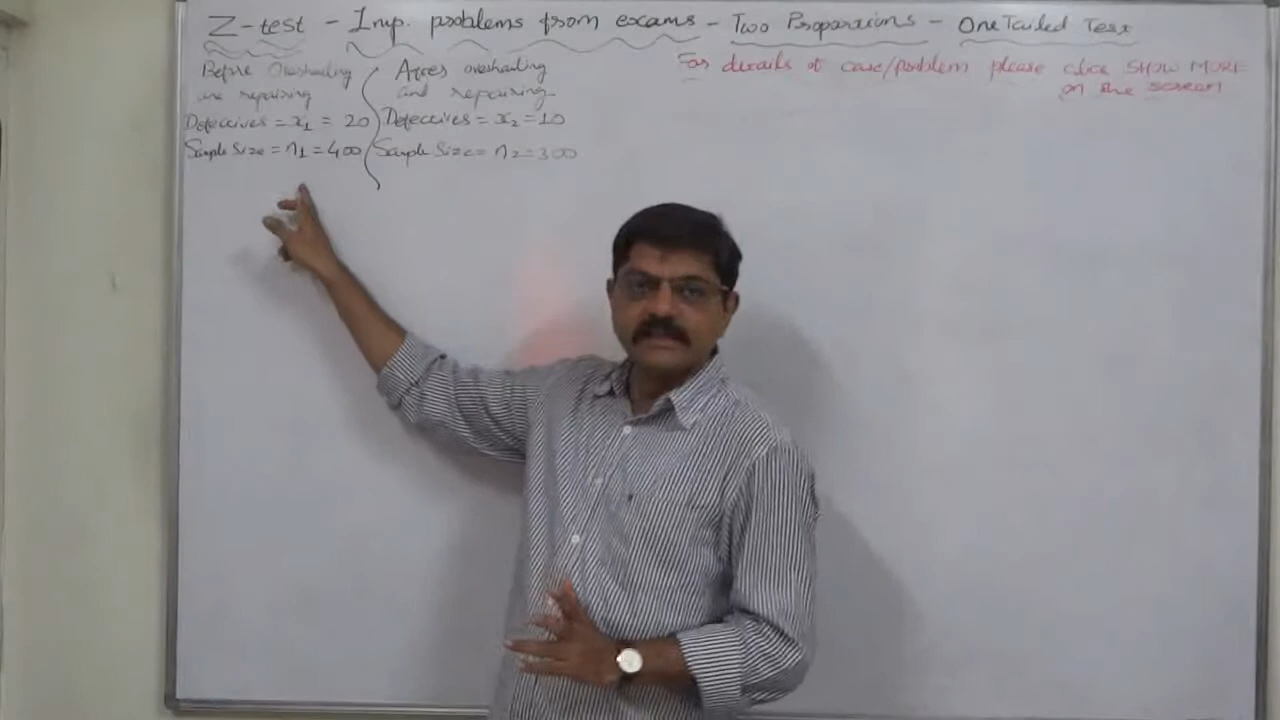 Z-test - Imp. problems from exams - Two Proportions - One Tailed Test
For details of case/problem please click SHOW MORE
on the screen
Before Overhauling
and repairing
Defectives = x1 = 20
Sample Size = n1 = 400
After overhauling
and repairing
Defectives = x2 = 10
Sample Size = n2 = 300